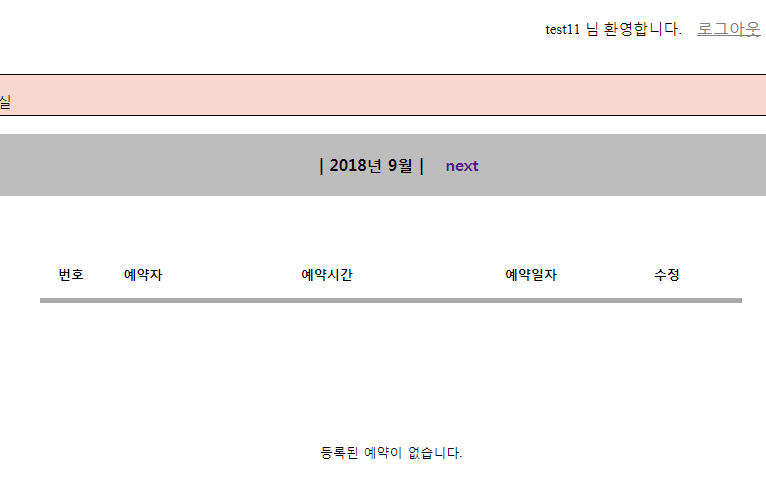 test11 님 환영합니다. 로그아웃
실
| 2018년 9월 | next
번호 예약자 예약시간 예약일자 수정
등록된 예약이 없습니다.